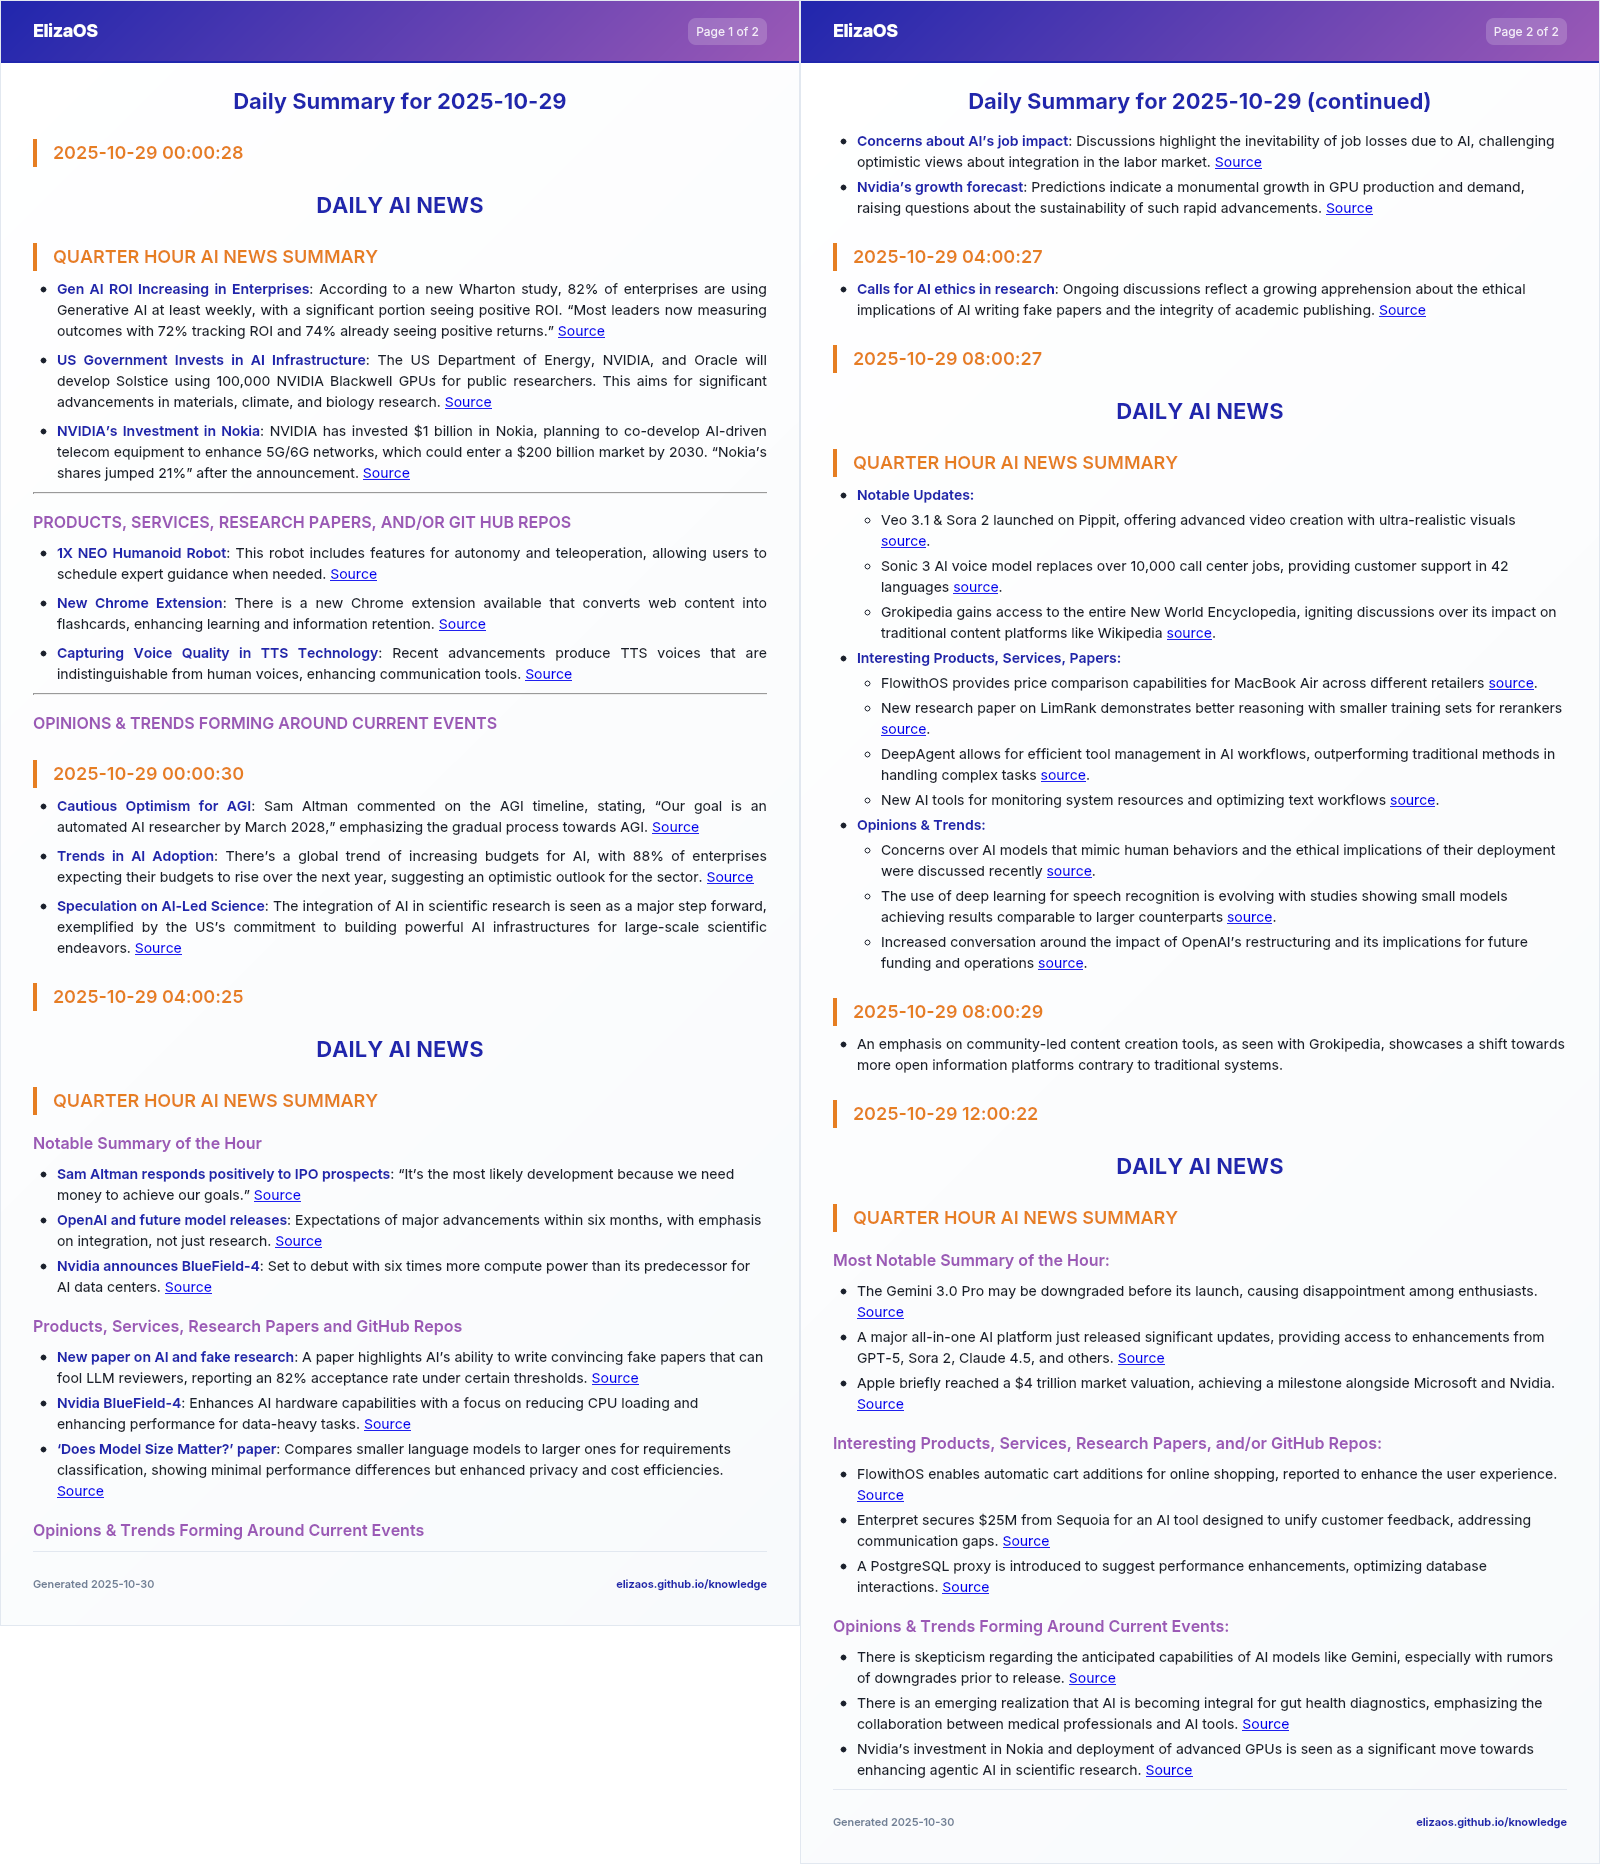 ElizaOS
Page 1 of 2
Daily Summary for 2025-10-29
2025-10-29 00:00:28
DAILY AI NEWS
QUARTER HOUR AI NEWS SUMMARY
• Gen AI ROI Increasing in Enterprises: According to a new Wharton study, 82% of enterprises are using
Generative AI at least weekly, with a significant portion seeing positive ROI. “Most leaders now measuring
outcomes with 72% tracking ROI and 74% already seeing positive returns.” Source
• US Government Invests in AI Infrastructure: The US Department of Energy, NVIDIA, and Oracle will
develop Solstice using 100,000 NVIDIA Blackwell GPUs for public researchers. This aims for significant
advancements in materials, climate, and biology research. Source
• NVIDIA’s Investment in Nokia: NVIDIA has invested $1 billion in Nokia, planning to co-develop AI-driven
telecom equipment to enhance 5G/6G networks, which could enter a $200 billion market by 2030. “Nokia’s
shares jumped 21%” after the announcement. Source
PRODUCTS, SERVICES, RESEARCH PAPERS, AND/OR GIT HUB REPOS
• 1X NEO Humanoid Robot: This robot includes features for autonomy and teleoperation, allowing users to
schedule expert guidance when needed. Source
• New Chrome Extension: There is a new Chrome extension available that converts web content into
flashcards, enhancing learning and information retention. Source
• Capturing Voice Quality in TTS Technology: Recent advancements produce TTS voices that are
indistinguishable from human voices, enhancing communication tools. Source
OPINIONS & TRENDS FORMING AROUND CURRENT EVENTS
2025-10-29 00:00:30
• Cautious Optimism for AGI: Sam Altman commented on the AGI timeline, stating, “Our goal is an
automated AI researcher by March 2028,” emphasizing the gradual process towards AGI. Source
• Trends in AI Adoption: There’s a global trend of increasing budgets for AI, with 88% of enterprises
expecting their budgets to rise over the next year, suggesting an optimistic outlook for the sector. Source
• Speculation on AI-Led Science: The integration of AI in scientific research is seen as a major step forward,
exemplified by the US’s commitment to building powerful AI infrastructures for large-scale scientific
endeavors. Source
2025-10-29 04:00:25
DAILY AI NEWS
QUARTER HOUR AI NEWS SUMMARY
Notable Summary of the Hour
• Sam Altman responds positively to IPO prospects: “It’s the most likely development because we need
money to achieve our goals.” Source
• OpenAI and future model releases: Expectations of major advancements within six months, with emphasis
on integration, not just research. Source
• Nvidia announces BlueField-4: Set to debut with six times more compute power than its predecessor for
AI data centers. Source
Products, Services, Research Papers and GitHub Repos
• New paper on AI and fake research: A paper highlights AI’s ability to write convincing fake papers that can
fool LLM reviewers, reporting an 82% acceptance rate under certain thresholds. Source
• Nvidia BlueField-4: Enhances AI hardware capabilities with a focus on reducing CPU loading and
enhancing performance for data-heavy tasks. Source
• ‘Does Model Size Matter?’ paper: Compares smaller language models to larger ones for requirements
classification, showing minimal performance differences but enhanced privacy and cost efficiencies.
Source
Opinions & Trends Forming Around Current Events
Generated 2025-10-30
elizaos.github.io/knowledge
ElizaOS
Page 2 of 2
Daily Summary for 2025-10-29 (continued)
• Concerns about AI’s job impact: Discussions highlight the inevitability of job losses due to AI, challenging
optimistic views about integration in the labor market. Source
• Nvidia’s growth forecast: Predictions indicate a monumental growth in GPU production and demand,
raising questions about the sustainability of such rapid advancements. Source
2025-10-29 04:00:27
• Calls for AI ethics in research: Ongoing discussions reflect a growing apprehension about the ethical
implications of AI writing fake papers and the integrity of academic publishing. Source
2025-10-29 08:00:27
DAILY AI NEWS
QUARTER HOUR AI NEWS SUMMARY
• Notable Updates:
◦ Veo 3.1 & Sora 2 launched on Pippit, offering advanced video creation with ultra-realistic visuals
source.
◦ Sonic 3 AI voice model replaces over 10,000 call center jobs, providing customer support in 42
languages source.
◦ Grokipedia gains access to the entire New World Encyclopedia, igniting discussions over its impact on
traditional content platforms like Wikipedia source.
• Interesting Products, Services, Papers:
◦ FlowithOS provides price comparison capabilities for MacBook Air across different retailers source.
◦ New research paper on LimRank demonstrates better reasoning with smaller training sets for rerankers
source.
◦ DeepAgent allows for efficient tool management in AI workflows, outperforming traditional methods in
handling complex tasks source.
◦ New AI tools for monitoring system resources and optimizing text workflows source.
• Opinions & Trends:
◦ Concerns over AI models that mimic human behaviors and the ethical implications of their deployment
were discussed recently source.
◦ The use of deep learning for speech recognition is evolving with studies showing small models
achieving results comparable to larger counterparts source.
◦ Increased conversation around the impact of OpenAI’s restructuring and its implications for future
funding and operations source.
2025-10-29 08:00:29
• An emphasis on community-led content creation tools, as seen with Grokipedia, showcases a shift towards
more open information platforms contrary to traditional systems.
2025-10-29 12:00:22
DAILY AI NEWS
QUARTER HOUR AI NEWS SUMMARY
Most Notable Summary of the Hour:
• The Gemini 3.0 Pro may be downgraded before its launch, causing disappointment among enthusiasts.
Source
• A major all-in-one AI platform just released significant updates, providing access to enhancements from
GPT-5, Sora 2, Claude 4.5, and others. Source
• Apple briefly reached a $4 trillion market valuation, achieving a milestone alongside Microsoft and Nvidia.
Source
Interesting Products, Services, Research Papers, and/or GitHub Repos:
• FlowithOS enables automatic cart additions for online shopping, reported to enhance the user experience.
Source
• Enterpret secures $25M from Sequoia for an AI tool designed to unify customer feedback, addressing
communication gaps. Source
• A PostgreSQL proxy is introduced to suggest performance enhancements, optimizing database
interactions. Source
Opinions & Trends Forming Around Current Events:
• There is skepticism regarding the anticipated capabilities of AI models like Gemini, especially with rumors
of downgrades prior to release. Source
• There is an emerging realization that AI is becoming integral for gut health diagnostics, emphasizing the
collaboration between medical professionals and AI tools. Source
• Nvidia’s investment in Nokia and deployment of advanced GPUs is seen as a significant move towards
enhancing agentic AI in scientific research. Source
Generated 2025-10-30
elizaos.github.io/knowledge